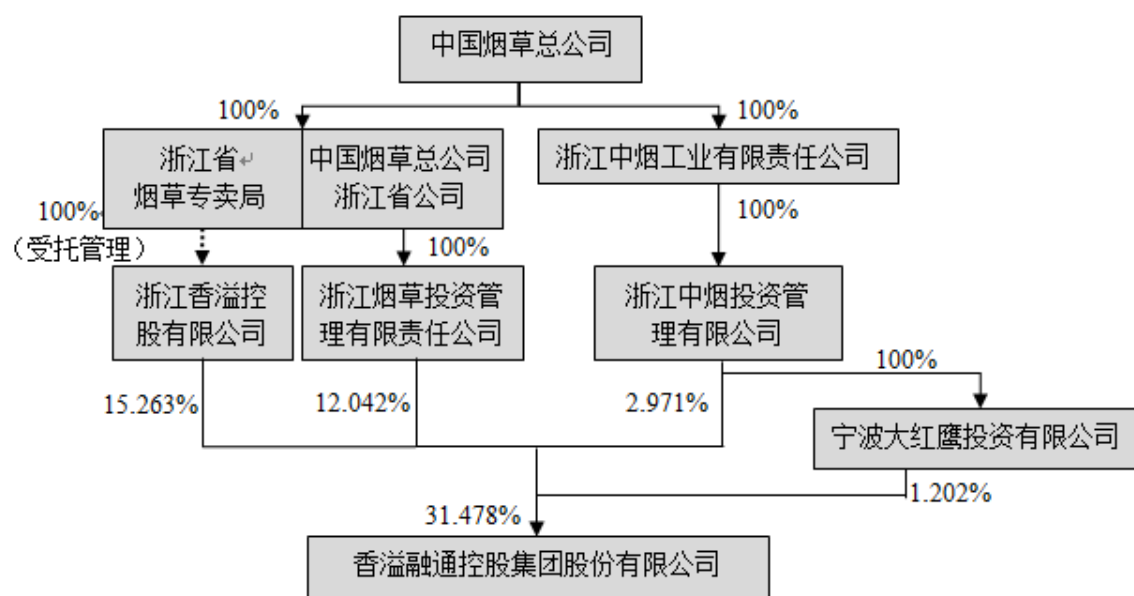 中国烟草总公司
100%
100%
浙江省
烟草专卖局
中国烟草总公司
浙江省公司
浙江中烟工业有限责任公司
100%
（受托管理）
100%
100%
浙江香溢控
股有限公司
浙江烟草投资管
理有限责任公司
浙江中烟投资管
理有限公司
100%
15.263%
12.042%
2.971%
宁波大红鹰投资有限公司
1.202%
31.478%
香溢融通控股集团股份有限公司